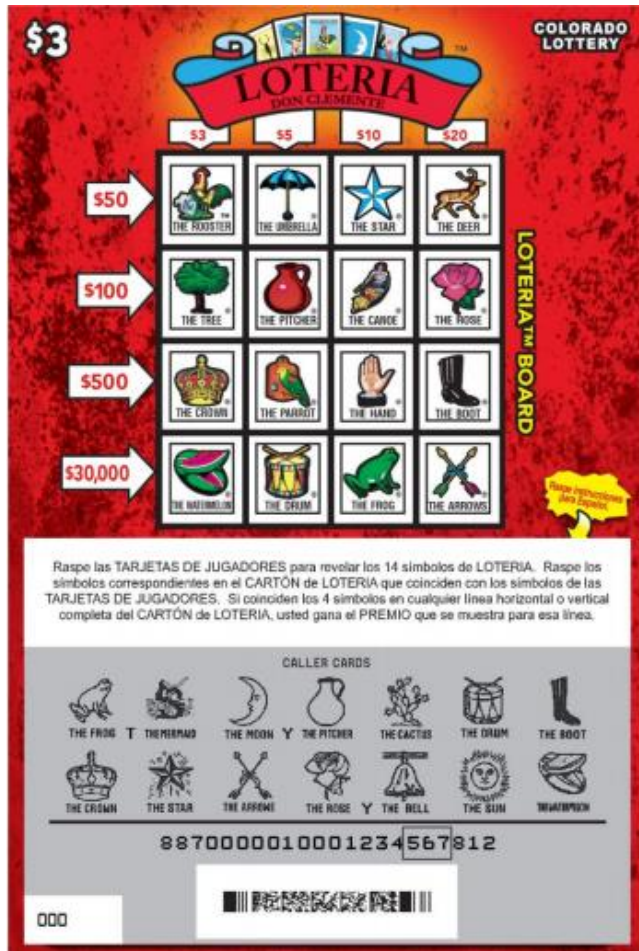 $3
COLORADO
LOTTERY
LOTERIA™
DON CLEMENTE
$3 $5 $10 $20
$50
THE ROOSTER™ THE UMBRELLA® THE STAR® THE DEER®
$100
THE TREE® THE PITCHER® THE CANOE® THE ROSE®
$500
THE CROWN® THE PARROT® THE HAND® THE BOOT®
$30,000
THE WATERMELON® THE DRUM® THE FROG® THE ARROWS®
LOTERIA™ BOARD
Raspe instrucciones
para Español.
Raspe las TARJETAS DE JUGADORES para revelar los 14 símbolos de LOTERIA. Raspe los
símbolos correspondientes en el CARTÓN de LOTERIA que coinciden con los símbolos de las
TARJETAS DE JUGADORES. Si coinciden los 4 símbolos en cualquier línea horizontal o vertical
completa del CARTÓN de LOTERIA, usted gana el PREMIO que se muestra para esa línea.
CALLER CARDS
THE FROG T THE MERMAID THE MOON Y THE PITCHER THE CACTUS THE DRUM THE BOOT
THE CROWN THE STAR THE ARROWS THE ROSE Y THE BELL THE SUN THE WATERMELON
88700000010001234567812
000